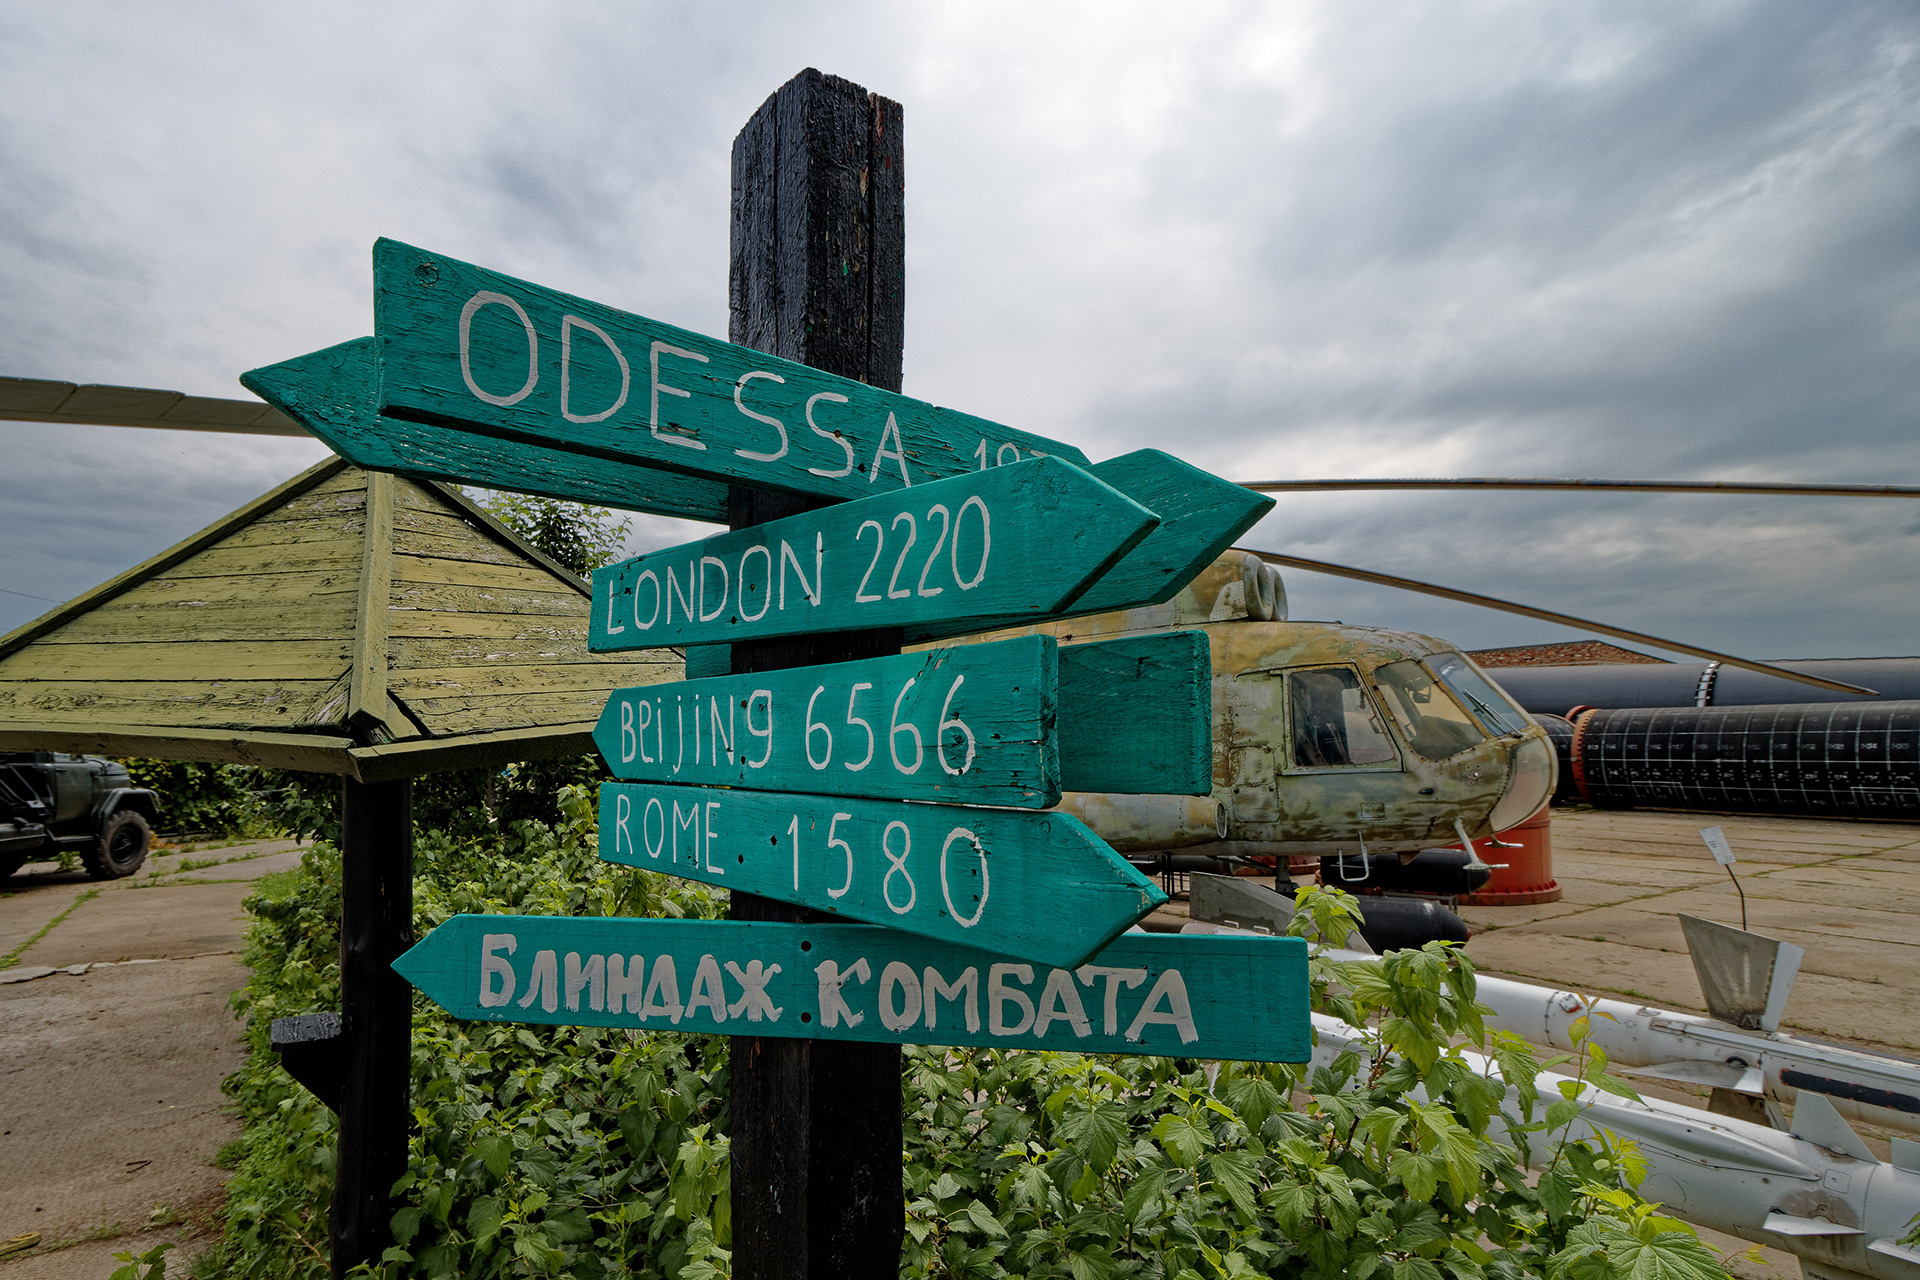 ODESSA
LONDON 2220
Beijing 6566
ROME 1580
Блиндаж комбата